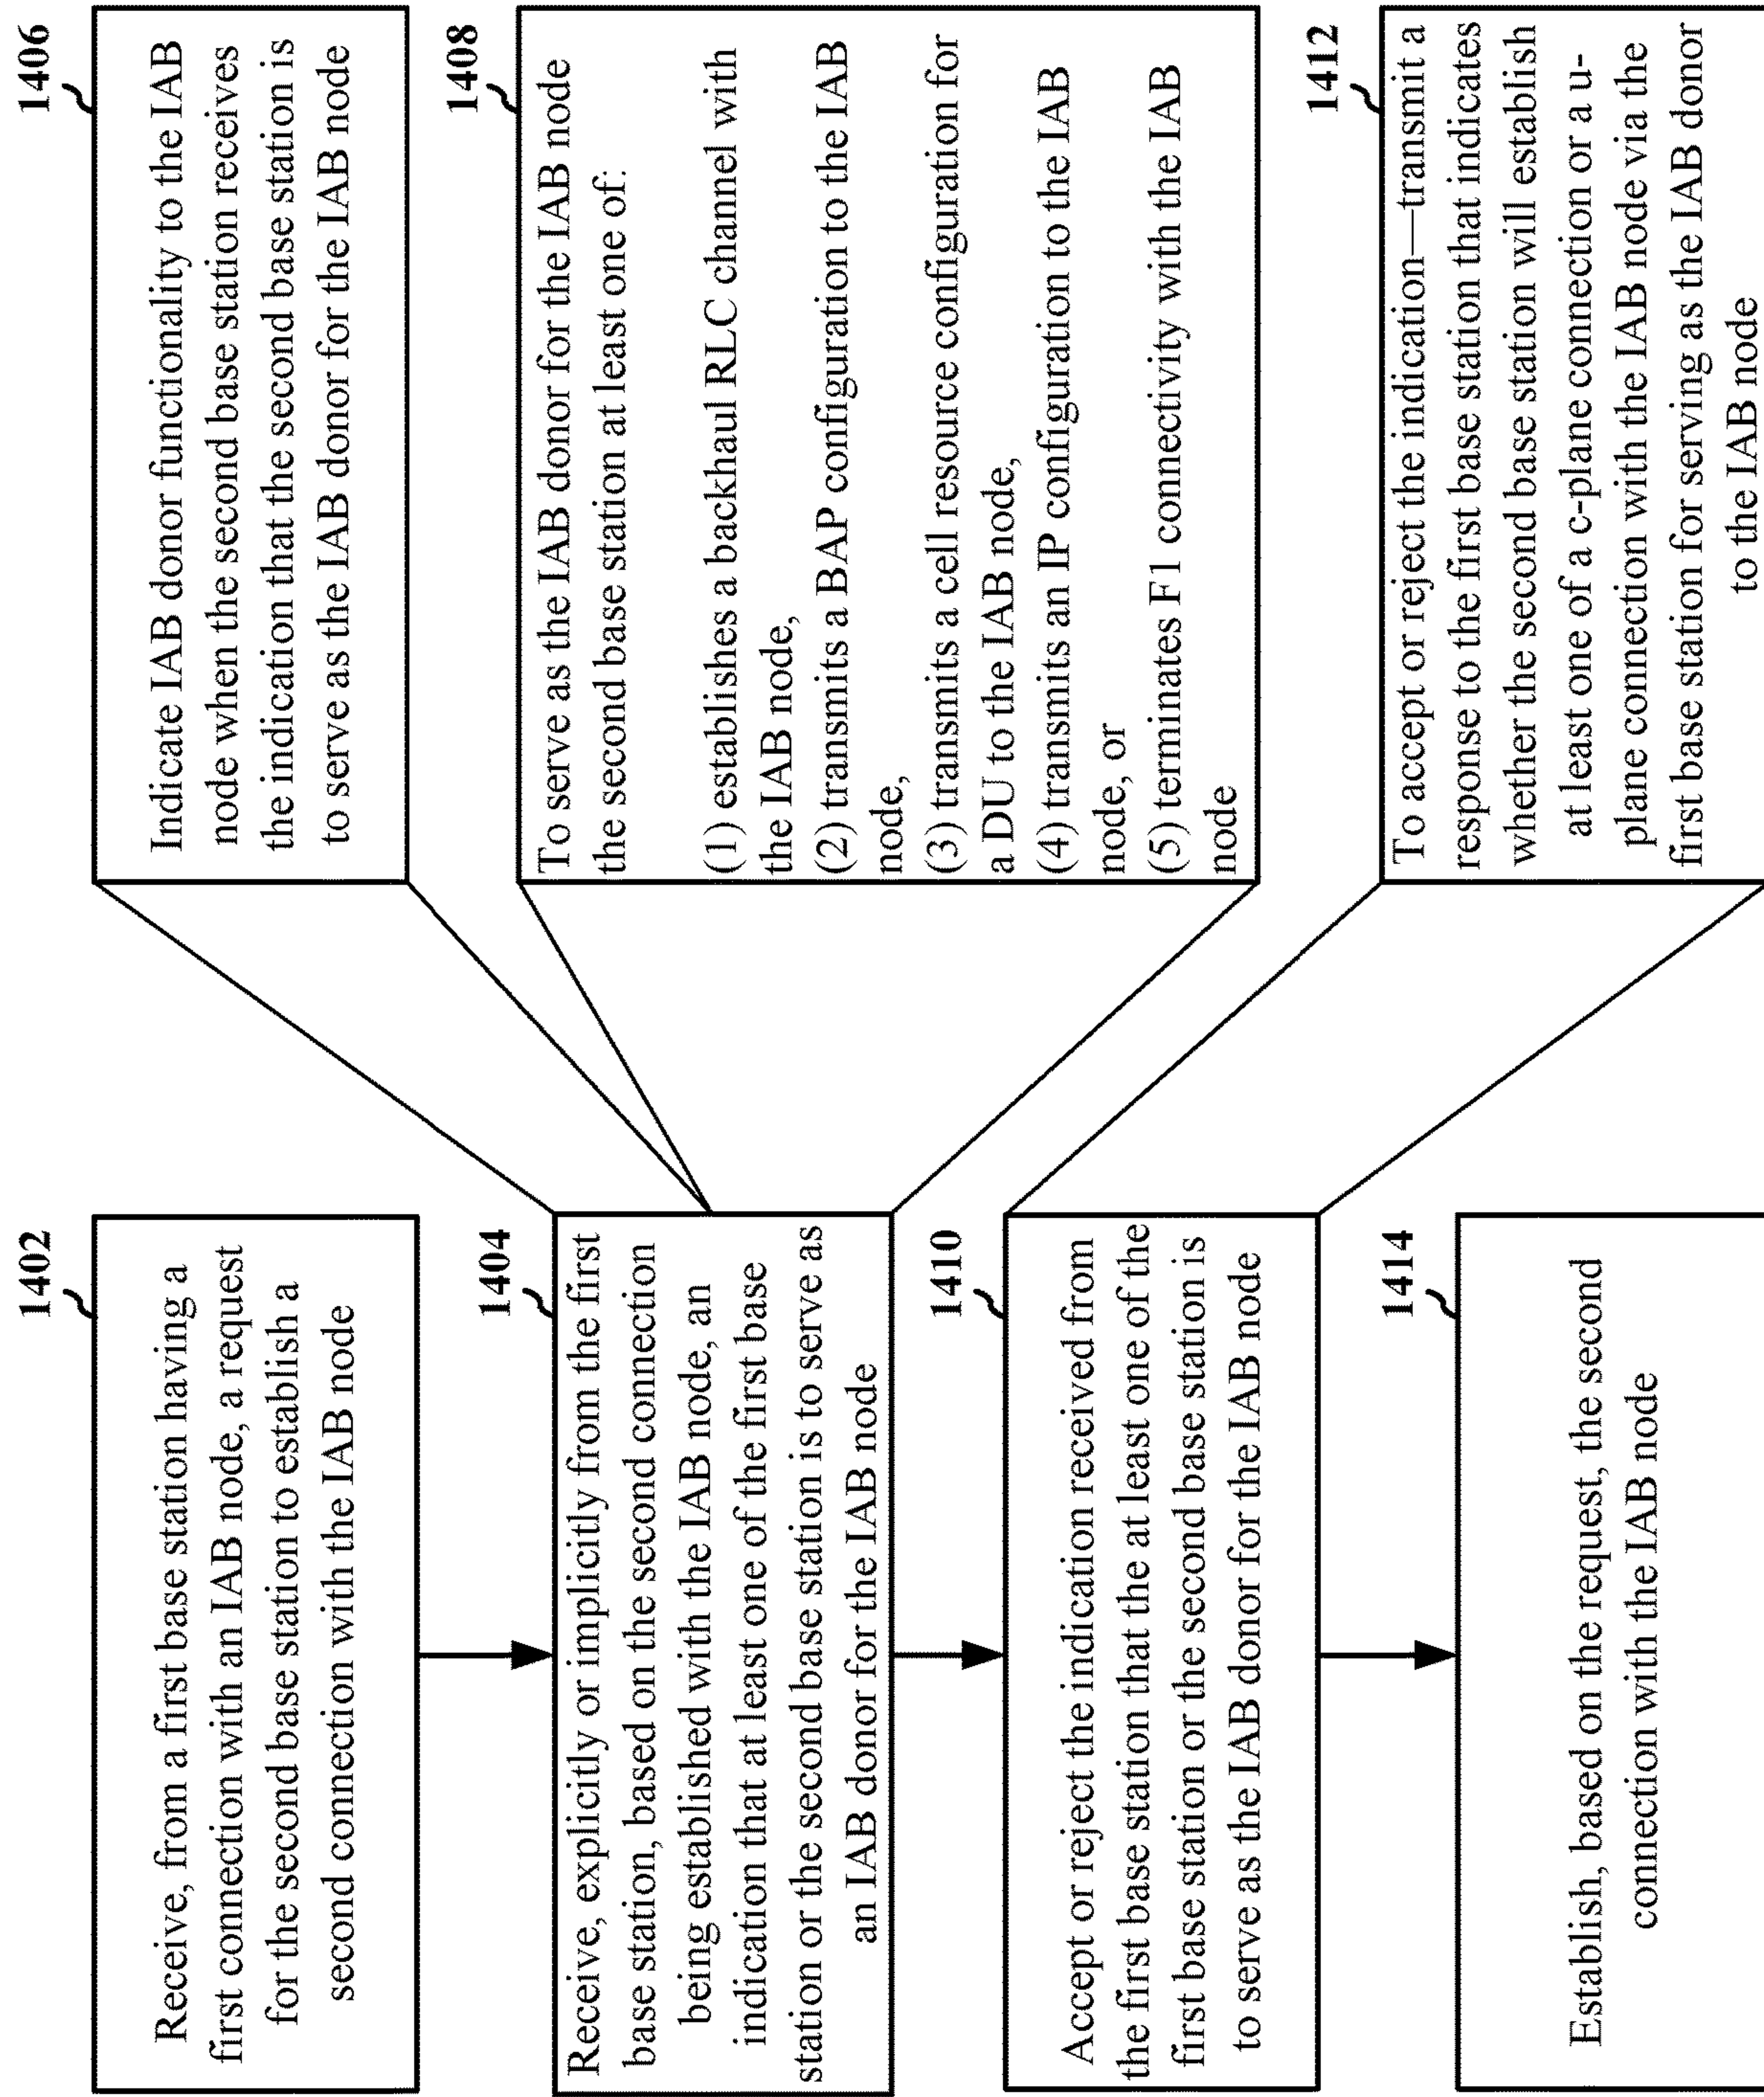 1402
Receive, from a first base station having a
first connection with an IAB node, a request
for the second base station to establish a
second connection with the IAB node
1404
Receive, explicitly or implicitly from the first
base station, based on the second connection
being established with the IAB node, an
indication that at least one of the first base
station or the second base station is to serve as
an IAB donor for the IAB node
1410
Accept or reject the indication received from
the first base station that the at least one of the
first base station or the second base station is
to serve as the IAB donor for the IAB node
1414
Establish, based on the request, the second
connection with the IAB node
1406
Indicate IAB donor functionality to the IAB
node when the second base station receives
the indication that the second base station is
to serve as the IAB donor for the IAB node
1408
To serve as the IAB donor for the IAB node
the second base station at least one of:
(1) establishes a backhaul RLC channel with
the IAB node,
(2) transmits a BAP configuration to the IAB
node,
(3) transmits a cell resource configuration for
a DU to the IAB node,
(4) transmits an IP configuration to the IAB
node, or
(5) terminates F1 connectivity with the IAB
node
1412
To accept or reject the indication—transmit a
response to the first base station that indicates
whether the second base station will establish
at least one of a c-plane connection or a u-
plane connection with the IAB node via the
first base station for serving as the IAB donor
to the IAB node